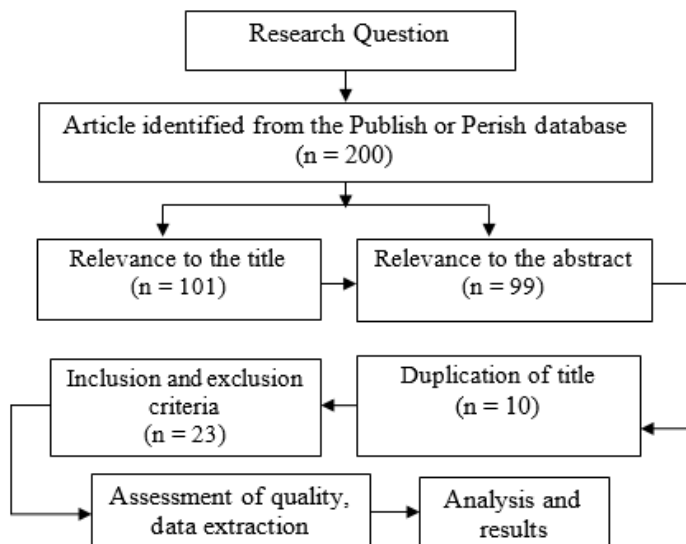 Research Question
Article identified from the Publish or Perish database
(n = 200)
Relevance to the title
(n = 101)
Relevance to the abstract
(n = 99)
Duplication of title
(n = 10)
Inclusion and exclusion
criteria
(n = 23)
Assessment of quality,
data extraction
Analysis and
results